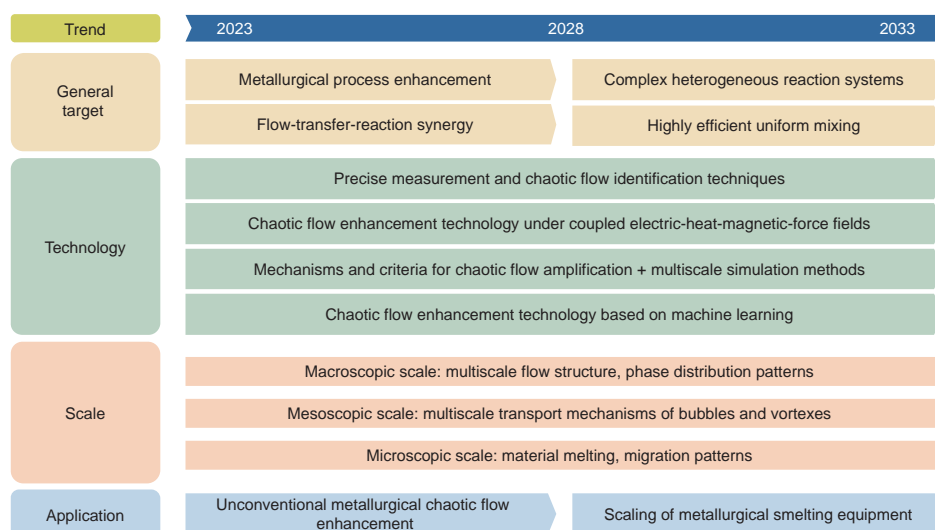 Trend
2023
2028
2033
General
target
Metallurgical process enhancement
Complex heterogeneous reaction systems
Flow-transfer-reaction synergy
Highly efficient uniform mixing
Technology
Precise measurement and chaotic flow identification techniques
Chaotic flow enhancement technology under coupled electric-heat-magnetic-force fields
Mechanisms and criteria for chaotic flow amplification + multiscale simulation methods
Chaotic flow enhancement technology based on machine learning
Scale
Macroscopic scale: multiscale flow structure, phase distribution patterns
Mesoscopic scale: multiscale transport mechanisms of bubbles and vortexes
Microscopic scale: material melting, migration patterns
Application
Unconventional metallurgical chaotic flow
enhancement
Scaling of metallurgical smelting equipment